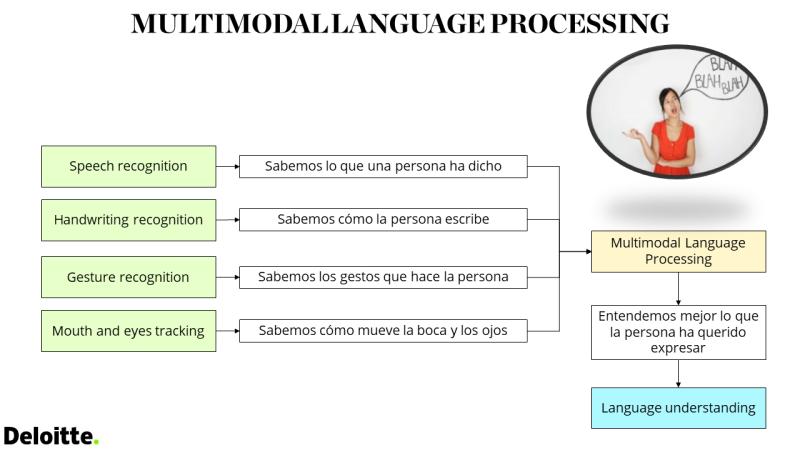 MULTIMODAL LANGUAGE PROCESSING
BLAH
BLAH
BLAH
Speech recognition
Sabemos lo que una persona ha dicho
Handwriting recognition
Sabemos cómo la persona escribe
Gesture recognition
Sabemos los gestos que hace la persona
Mouth and eyes tracking
Sabemos cómo mueve la boca y los ojos
Multimodal Language
Processing
Entendemos mejor lo que
la persona ha querido
expresar
Language understanding
Deloitte.